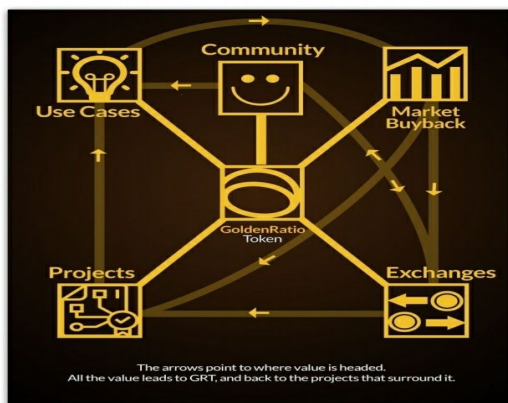 Community
Use Cases
Market
Buyback
GoldenRatio
Token
Projects
Exchanges
The arrows point to where value is headed.
All the value leads to GRT, and back to the projects that surround it.